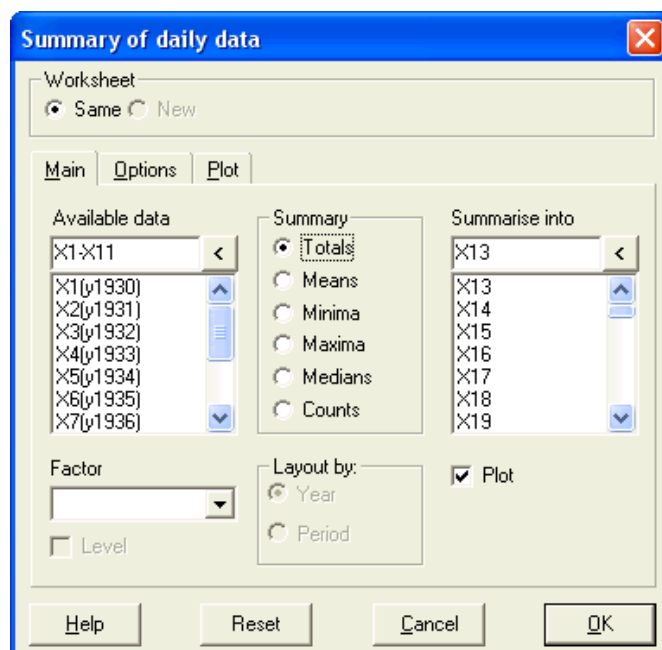 Summary of daily data
Worksheet
Same New
Main Options Plot
Available data
X1-X11 <
X1(y1930)
X2(y1931)
X3(y1932)
X4(y1933)
X5(y1934)
X6(y1935)
X7(y1936)
Summary
Totals
Means
Minima
Maxima
Medians
Counts
Summarise into
X13 <
X13
X14
X15
X16
X17
X18
X19
Factor
Level
Layout by:
Year
Period
Plot
Help Reset Cancel OK